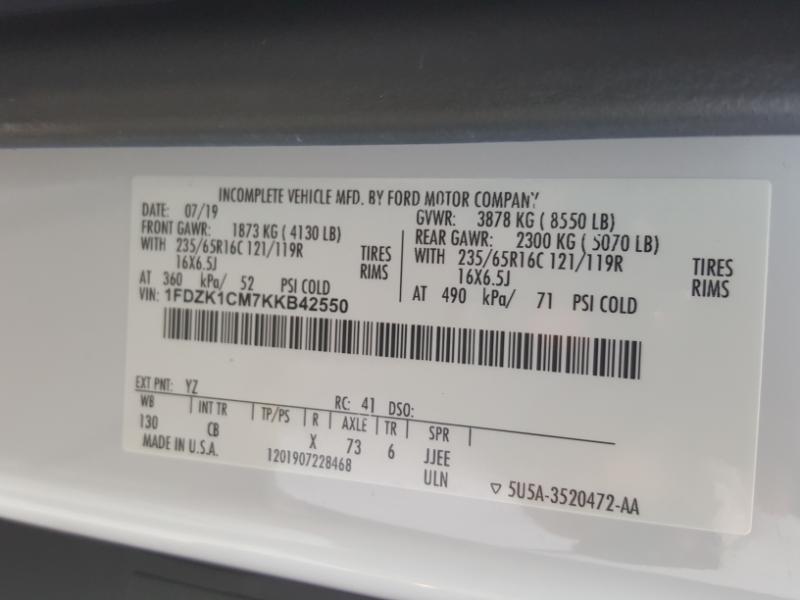 INCOMPLETE VEHICLE MFD. BY FORD MOTOR COMPANY
DATE: 07/19
GVWR: 3878 KG ( 8550 LB)
FRONT GAWR: 1873 KG ( 4130 LB)
REAR GAWR: 2300 KG ( 5070 LB)
WITH 235/65R16C 121/119R TIRES
WITH 235/65R16C 121/119R TIRES
16X6.5J RIMS
16X6.5J RIMS
AT 360 kPa/ 52 PSI COLD
AT 490 kPa/ 71 PSI COLD
VIN: 1FDZK1CM7KKB42550
EXT PNT: YZ RC: 41 DSO:
WB INT TR TP/PS R AXLE TR SPR
130 CB X 73 6 JJEE
MADE IN U.S.A. 1201907228468 ULN
▽ 5U5A-3520472-AA